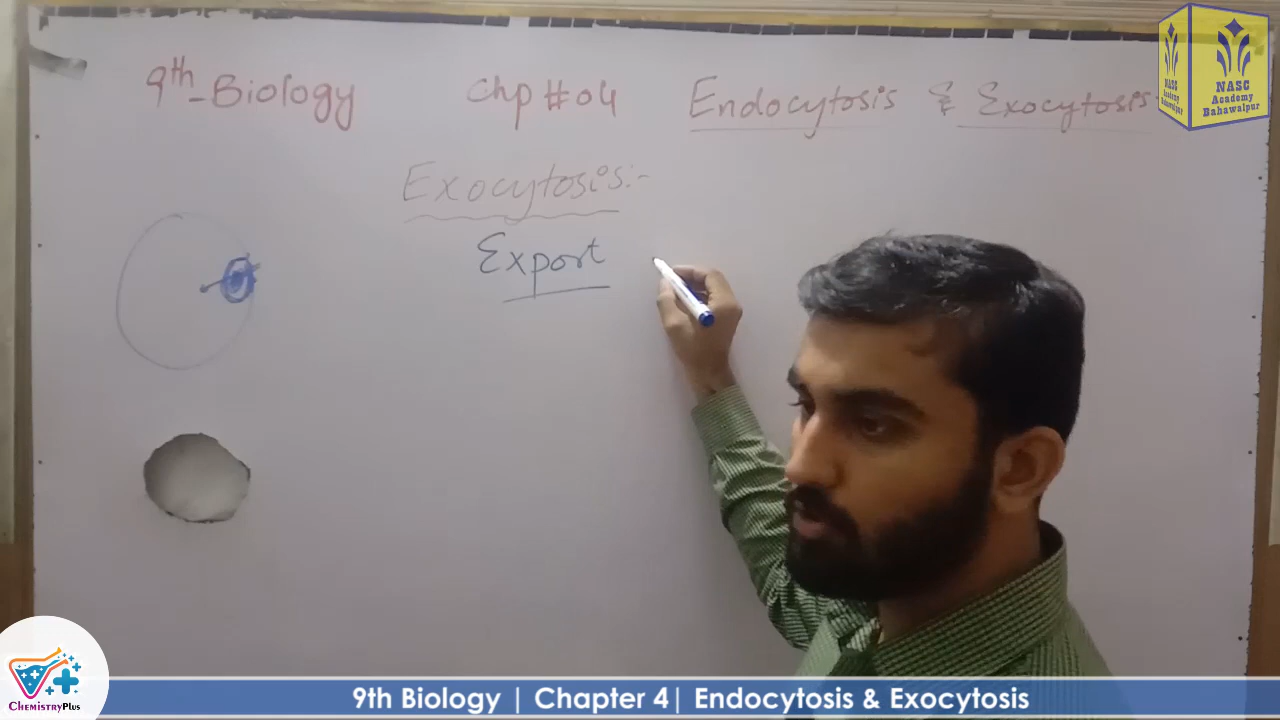 9th-Biology Chp #04 Endocytosis & Exocytosis
NASC
Academy
Bahawalpur
Exocytosis:-
Export
ChemistryPlus
9th Biology | Chapter 4| Endocytosis & Exocytosis